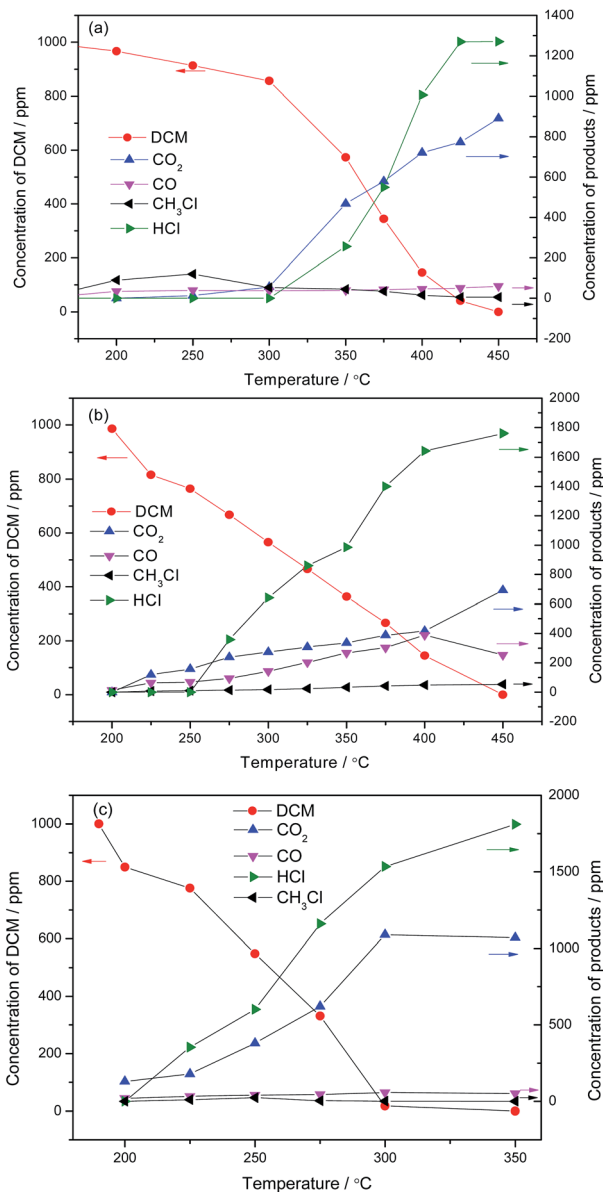 (a)
Concentration of DCM / ppm
1000
800
600
400
200
0
DCM
CO₂
CO
CH₃Cl
HCl
1400
1200
1000
800
600
400
200
0
-200
Concentration of products / ppm
200
250
300
350
400
450
Temperature / °C
(b)
Concentration of DCM / ppm
1000
800
600
400
200
0
DCM
CO₂
CO
CH₃Cl
HCl
2000
1800
1600
1400
1200
1000
800
600
400
200
0
-200
Concentration of products / ppm
200
250
300
350
400
450
Temperature / °C
(c)
Concentration of DCM / ppm
1000
800
600
400
200
0
DCM
CO₂
CO
HCl
CH₃Cl
2000
1500
1000
500
0
Concentration of products / ppm
200
250
300
350
Temperature / °C